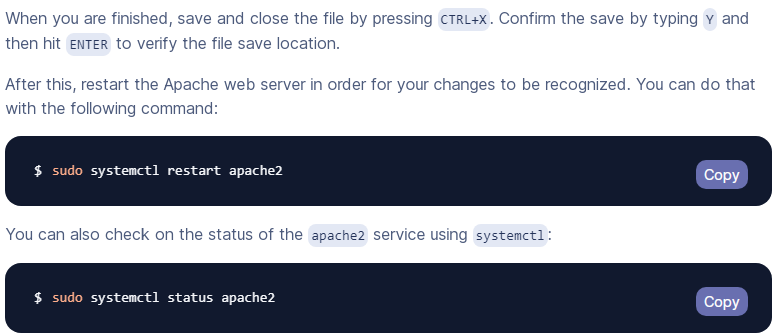 When you are finished, save and close the file by pressing CTRL+X. Confirm the save by typing Y and
then hit ENTER to verify the file save location.
After this, restart the Apache web server in order for your changes to be recognized. You can do that
with the following command:
$ sudo systemctl restart apache2
Copy
You can also check on the status of the apache2 service using systemctl:
$ sudo systemctl status apache2
Copy